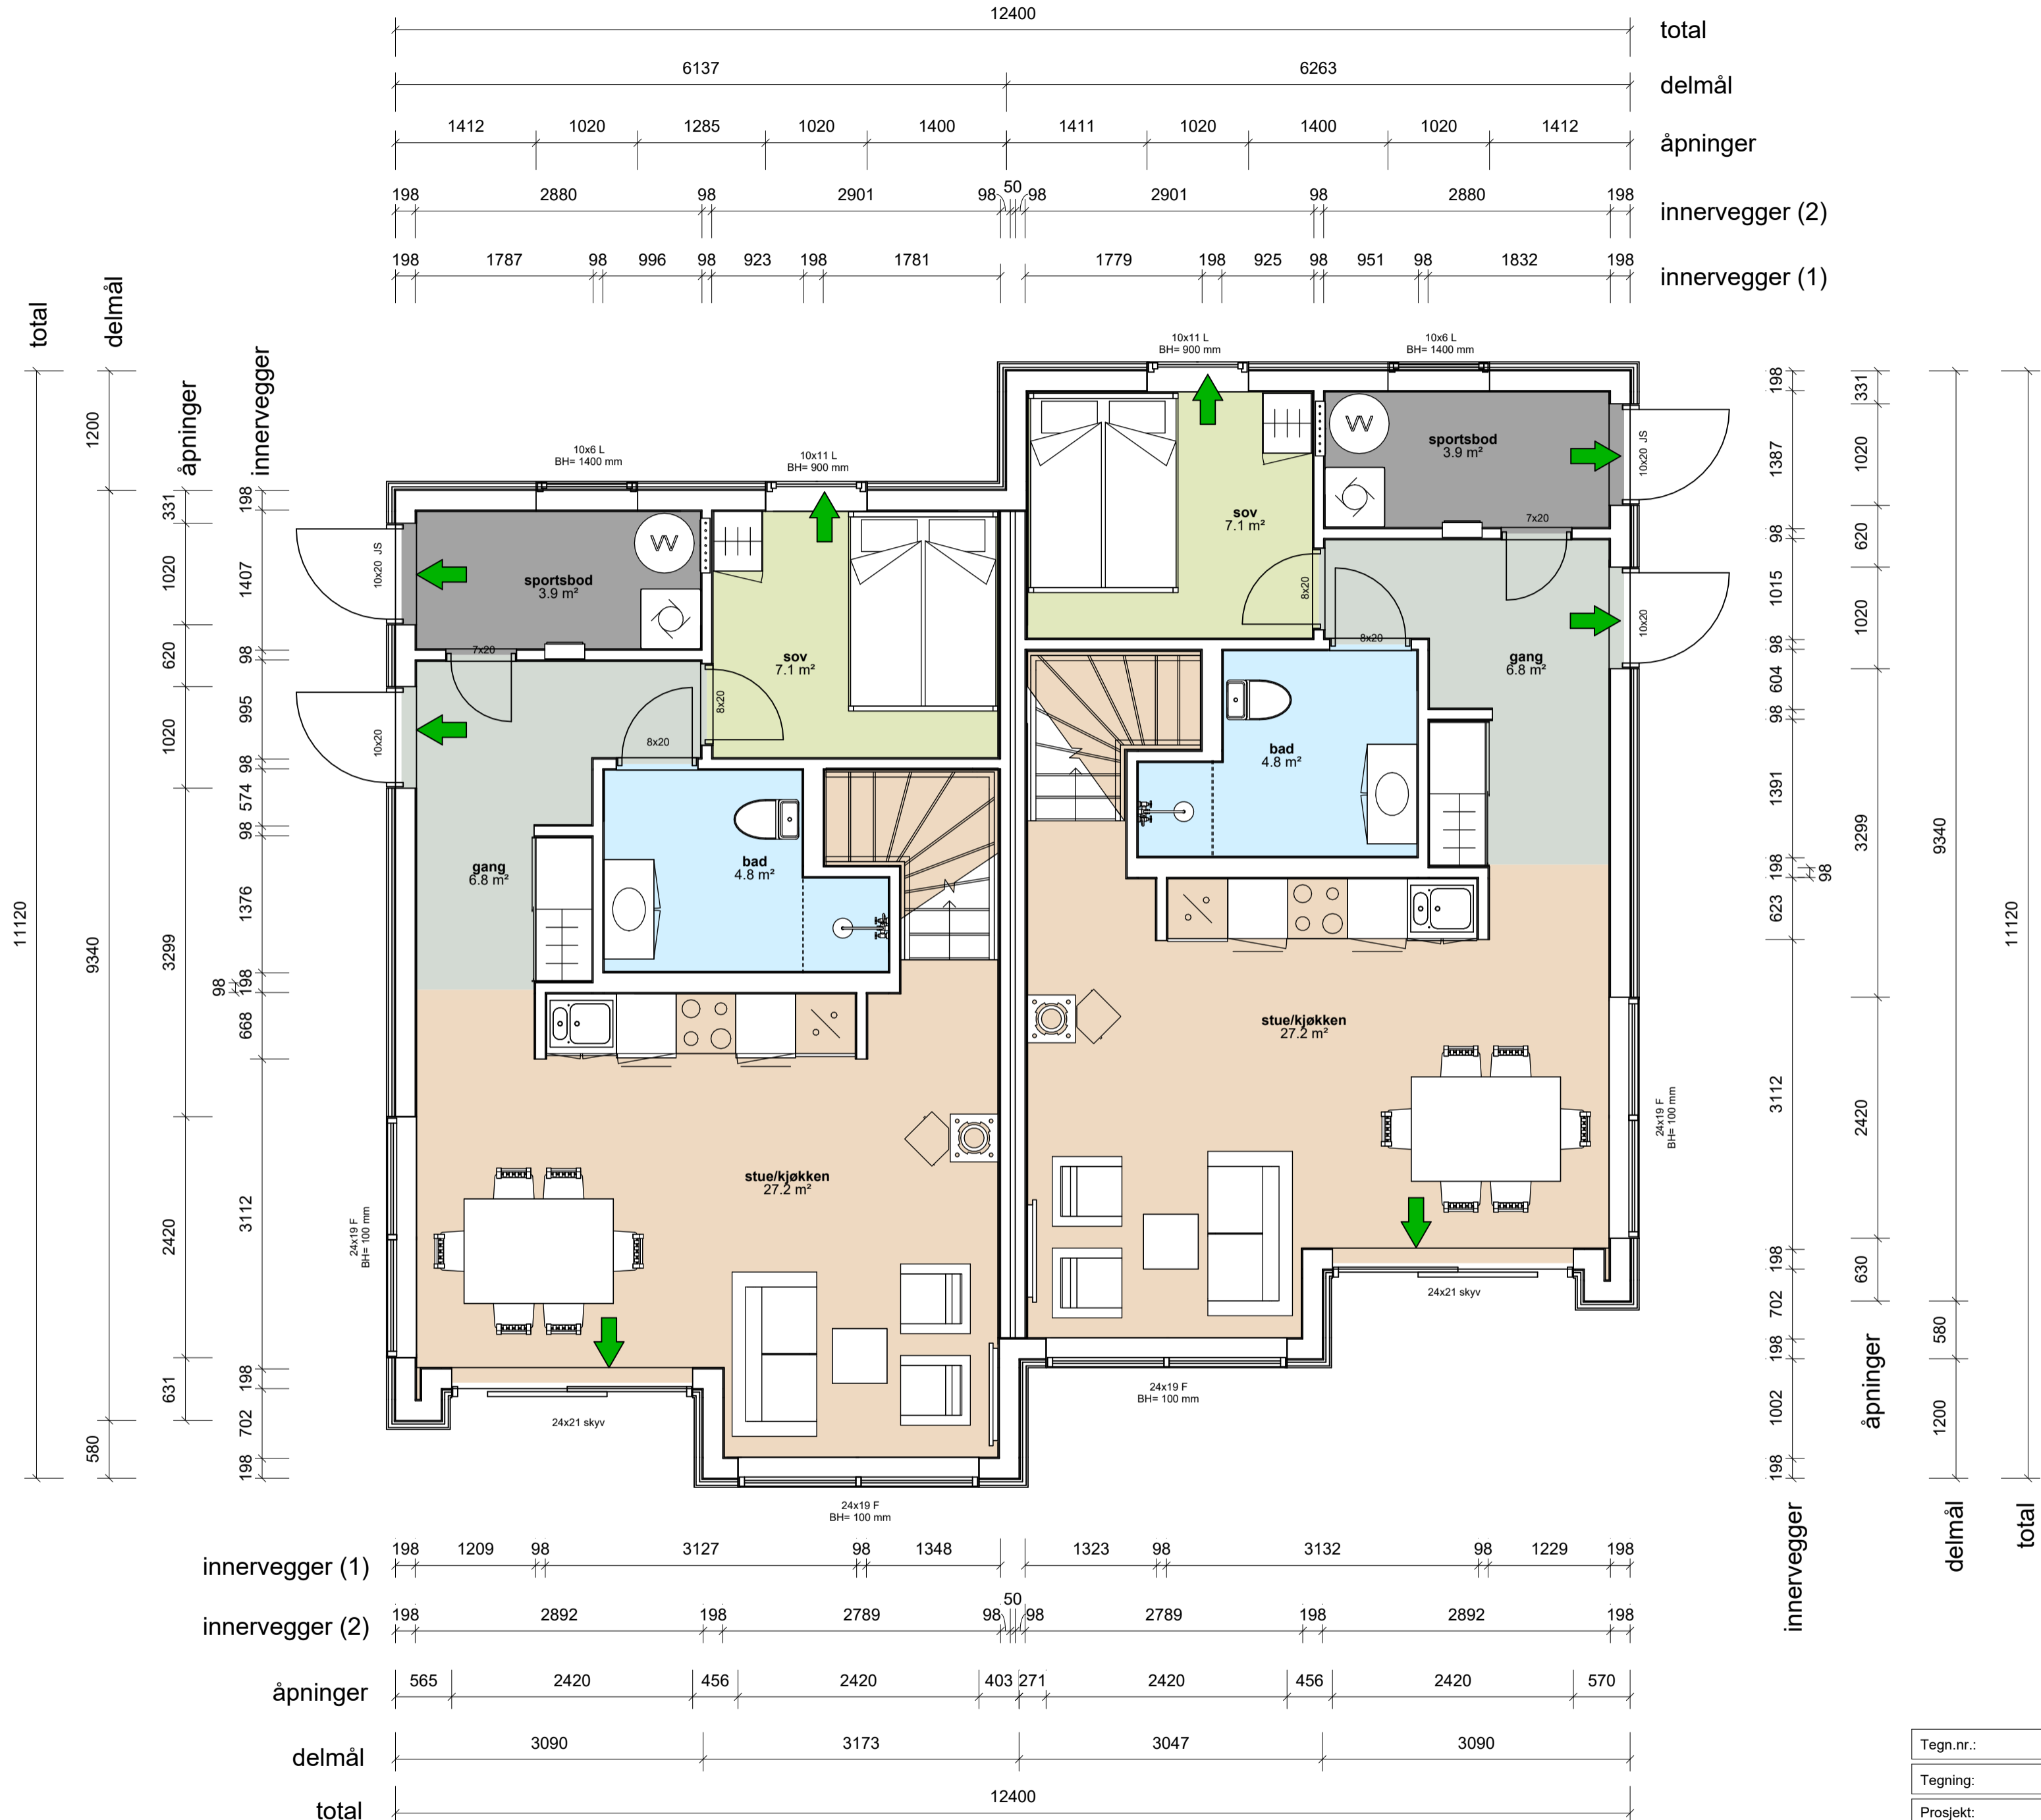 12400
total
6137 6263
delmål
1412 1020 1285 1020 1400 1411 1020 1400 1020 1412
åpninger
198 2880 98 2901 98 50 98 2901 98 2880 198
innervegger (2)
198 1787 98 996 98 923 198 1781 1779 198 925 98 951 98 1832 198
innervegger (1)
total
delmål
åpninger
innervegger
11120
1200
9340
580
331
1020
620
1020
3299
2420
631
198
1407
98
995
98
574
98
1376
198
98
668
3112
198
702
198
10x6 L
BH= 1400 mm
10x11 L
BH= 900 mm
10x11 L
BH= 900 mm
10x6 L
BH= 1400 mm
10x20 JS
sportsbod
3.9 m²
W
7x20
sov
7.1 m²
8x20
10x20
8x20
gang
6.8 m²
bad
4.8 m²
stue/kjøkken
27.2 m²
24x19 F
BH= 100 mm
24x21 skyv
24x19 F
BH= 100 mm
sov
7.1 m²
8x20
W
sportsbod
3.9 m²
10x20 JS
7x20
10x20
8x20
gang
6.8 m²
bad
4.8 m²
stue/kjøkken
27.2 m²
24x19 F
BH= 100 mm
24x21 skyv
24x19 F
BH= 100 mm
198
1387
98
1015
98
604
98
1391
198
98
623
3112
198
702
198
1002
198
331
1020
620
1020
3299
2420
630
9340
580
1200
11120
åpninger
innervegger
delmål
total
innervegger (1)
198 1209 98 3127 98 1348 1323 98 3132 98 1229 198
innervegger (2)
198 2892 198 2789 98 50 98 2789 198 2892 198
åpninger
565 2420 456 2420 403 271 2420 456 2420 570
delmål
3090 3173 3047 3090
total
12400
Tegn.nr.:
Tegning:
Prosjekt: